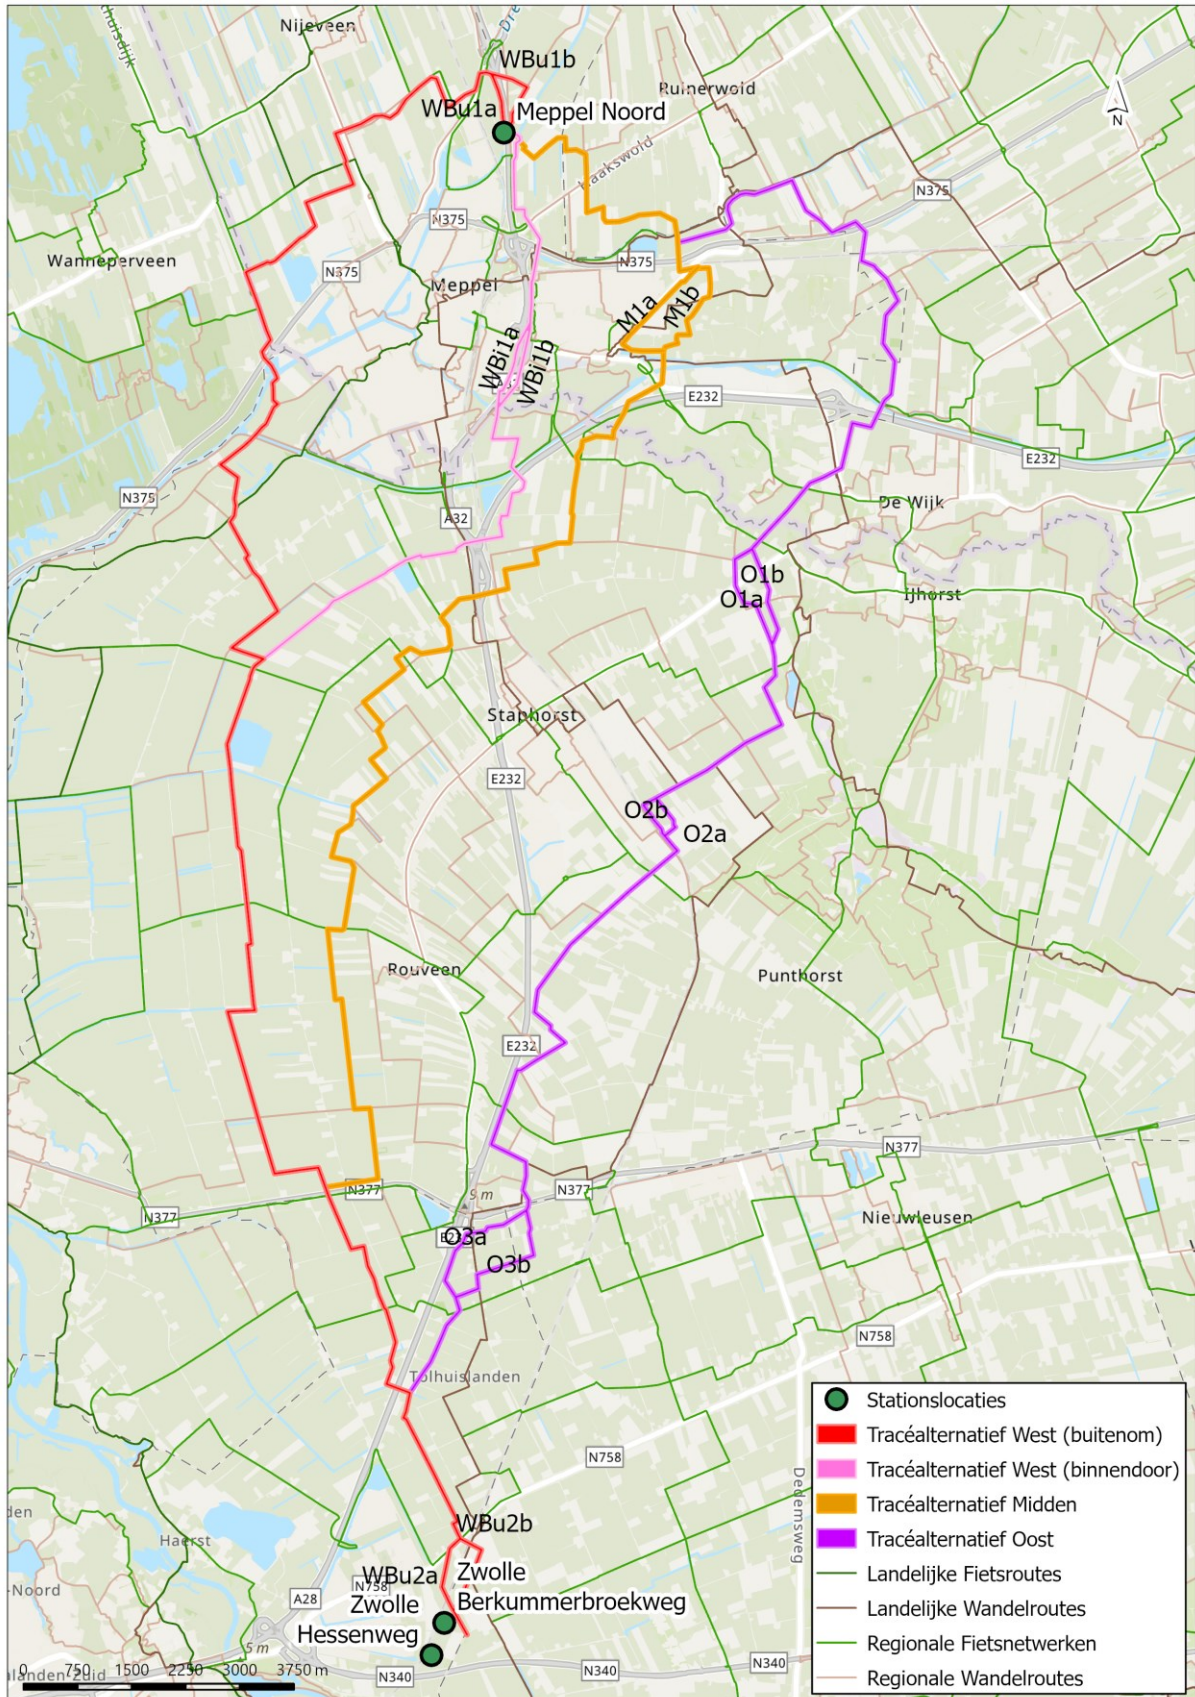 Nijeveen
WBu1b
WBu1a
Meppel Noord
Ruinerwold
N
N375
N375
Wanneperveen
N375
N375
Meppel
M1a
M1b
WBi1a
WBi1b
E232
E232
N375
A32
De Wijk
O1b
O1a
IJhorst
Staphorst
E232
O2b
O2a
Rouveen
Punthorst
E232
N377
N377
N377
9 m
N377
Nieuwleusen
O3a
O3b
N758
Tolhuislanden
N758
Dedemsweg
WBu2b
Haerst
WBu2a
Zwolle
Berkummerbroekweg
N758
A28
Zwolle
Hessenweg
5 m
N340
N340
N340
0 750 1500 2250 3000 3750 m
Stationslocaties
Tracéalternatief West (buitenom)
Tracéalternatief West (binnendoor)
Tracéalternatief Midden
Tracéalternatief Oost
Landelijke Fietsroutes
Landelijke Wandelroutes
Regionale Fietsnetwerken
Regionale Wandelroutes